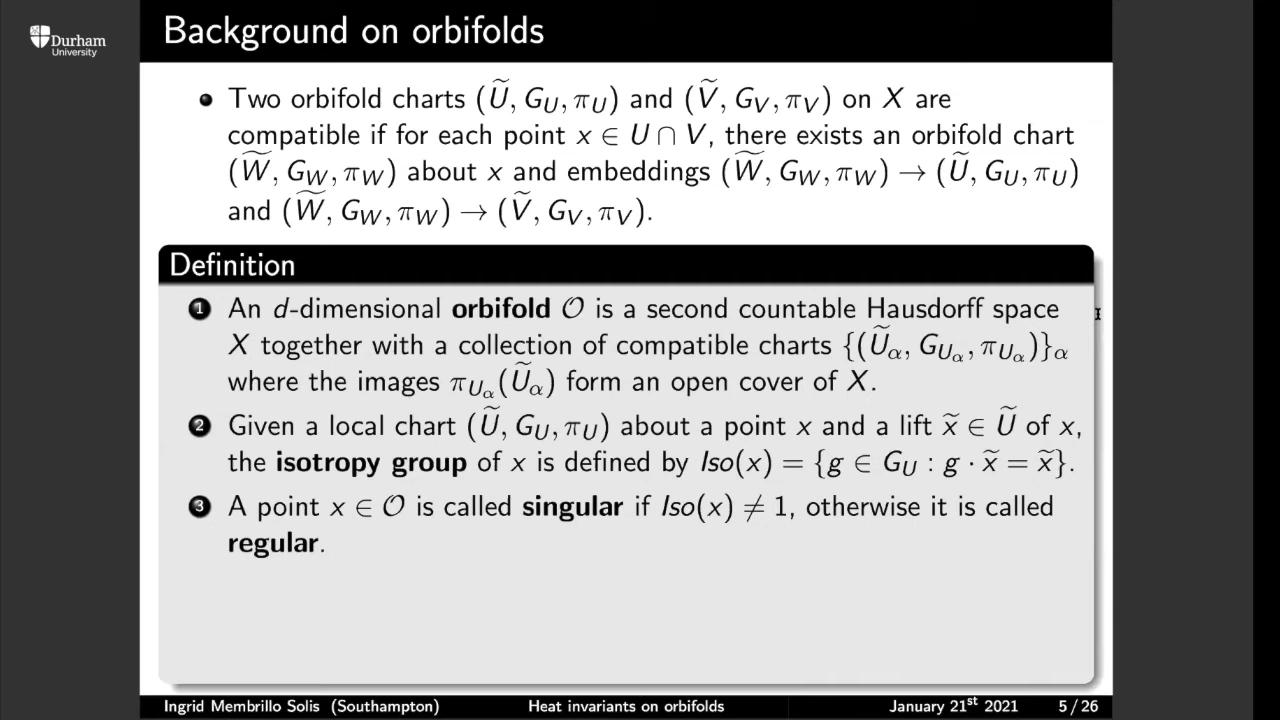 Durham
University
Background on orbifolds
• Two orbifold charts (Ũ, G_U, π_U) and (Ṽ, G_V, π_V) on X are
compatible if for each point x ∈ U ∩ V, there exists an orbifold chart
(W̃, G_W, π_W) about x and embeddings (W̃, G_W, π_W) → (Ũ, G_U, π_U)
and (W̃, G_W, π_W) → (Ṽ, G_V, π_V).
Definition
1 An d-dimensional orbifold 𝒪 is a second countable Hausdorff space
X together with a collection of compatible charts {(Ũ_α, G_{U_α}, π_{U_α})}_α
where the images π_{U_α}(Ũ_α) form an open cover of X.
2 Given a local chart (Ũ, G_U, π_U) about a point x and a lift x̃ ∈ Ũ of x,
the isotropy group of x is defined by Iso(x) = {g ∈ G_U : g · x̃ = x̃}.
3 A point x ∈ 𝒪 is called singular if Iso(x) ≠ 1, otherwise it is called
regular.
Ingrid Membrillo Solis (Southampton) Heat invariants on orbifolds January 21st 2021 5 / 26